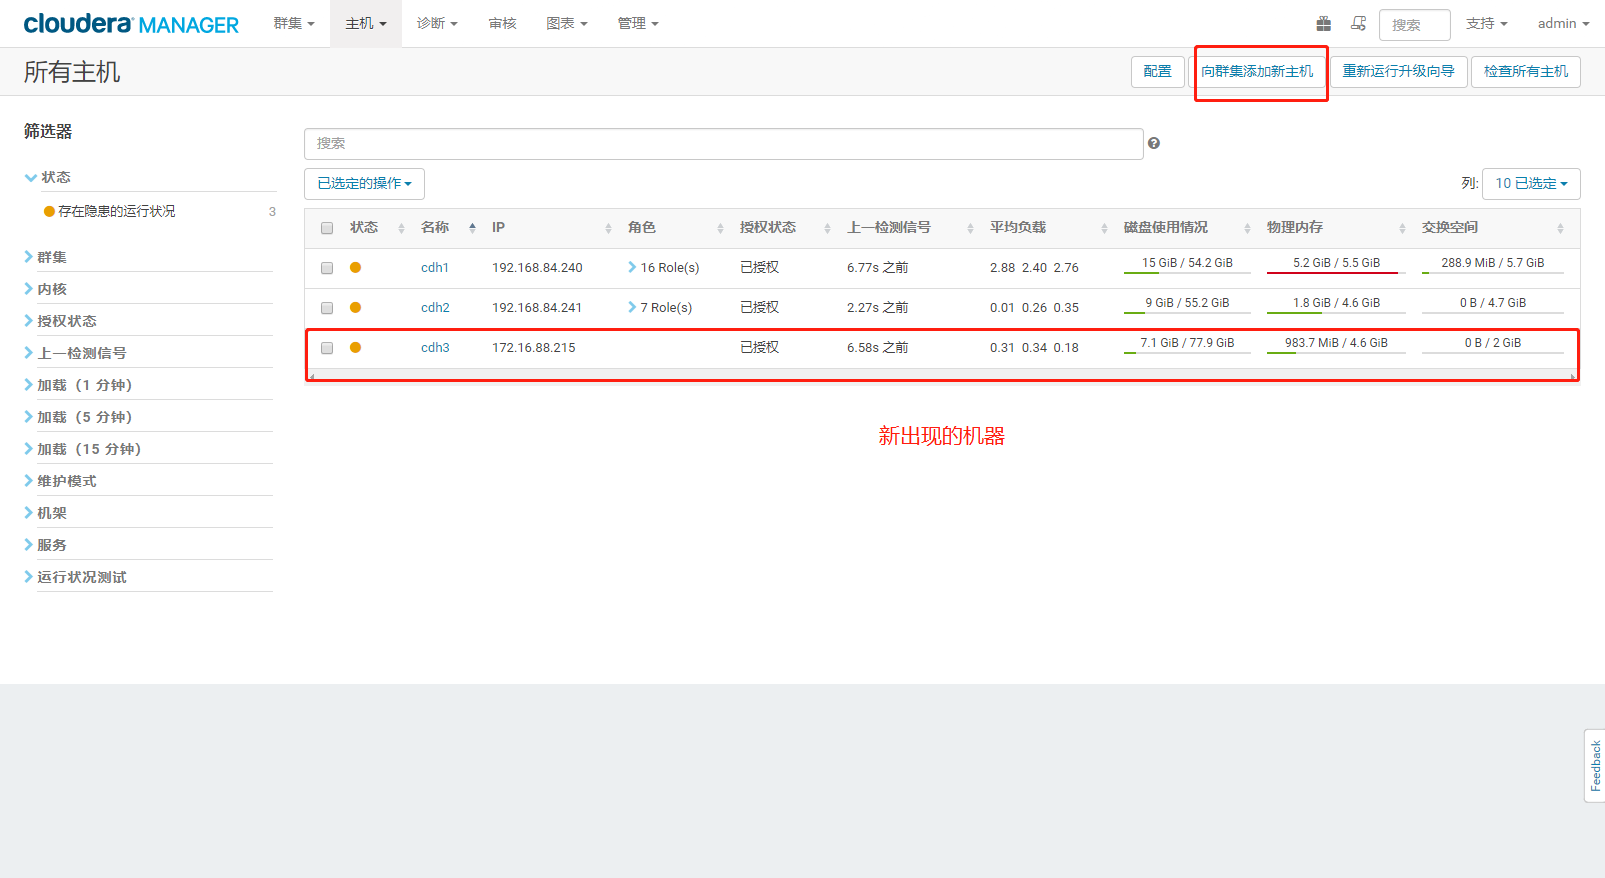 cloudera MANAGER 群集 主机 诊断 审核 图表 管理 搜索 支持 admin
所有主机 配置 向群集添加新主机 重新运行升级向导 检查所有主机
筛选器
搜索
状态
已选定的操作 列: 10 已选定
存在隐患的运行状况 3
状态 名称 IP 角色 授权状态 上一检测信号 平均负载 磁盘使用情况 物理内存 交换空间
群集
cdh1 192.168.84.240 16 Role(s) 已授权 6.77s 之前 2.88 2.40 2.76 15 GiB / 54.2 GiB 5.2 GiB / 5.5 GiB 288.9 MiB / 5.7 GiB
内核
cdh2 192.168.84.241 7 Role(s) 已授权 2.27s 之前 0.01 0.26 0.35 9 GiB / 55.2 GiB 1.8 GiB / 4.6 GiB 0 B / 4.7 GiB
授权状态
cdh3 172.16.88.215 已授权 6.58s 之前 0.31 0.34 0.18 7.1 GiB / 77.9 GiB 983.7 MiB / 4.6 GiB 0 B / 2 GiB
上一检测信号
加载（1 分钟）
加载（5 分钟）
新出现的机器
加载（15 分钟）
维护模式
机架
服务
运行状况测试
Feedback